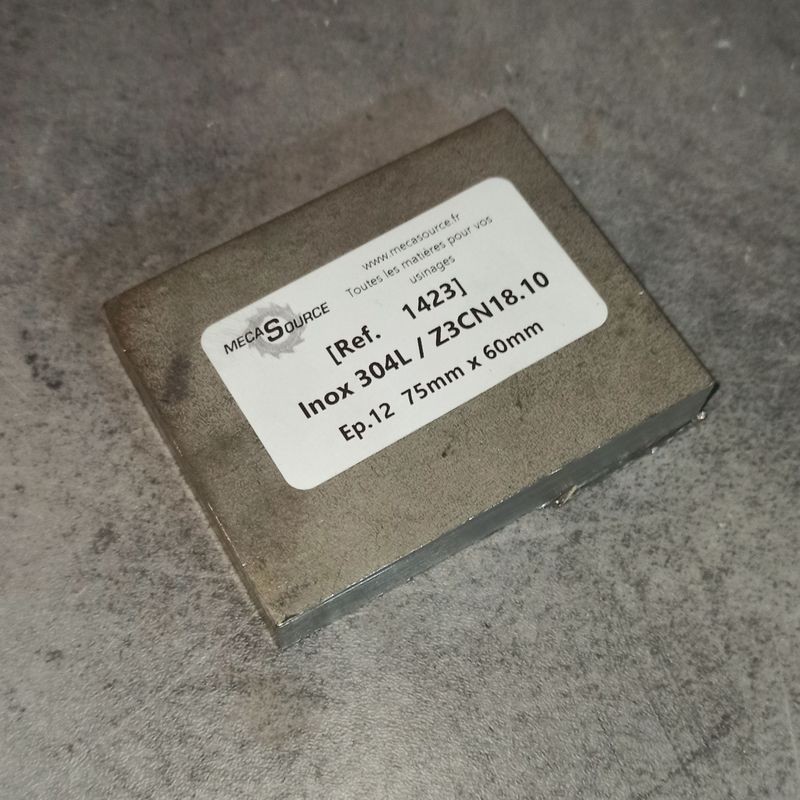 www.mecasource.fr
Toutes les matières pour vos
usinages
MECASOURCE
[Ref. 1423]
Inox 304L / Z3CN18.10
Ep.12 75mm x 60mm